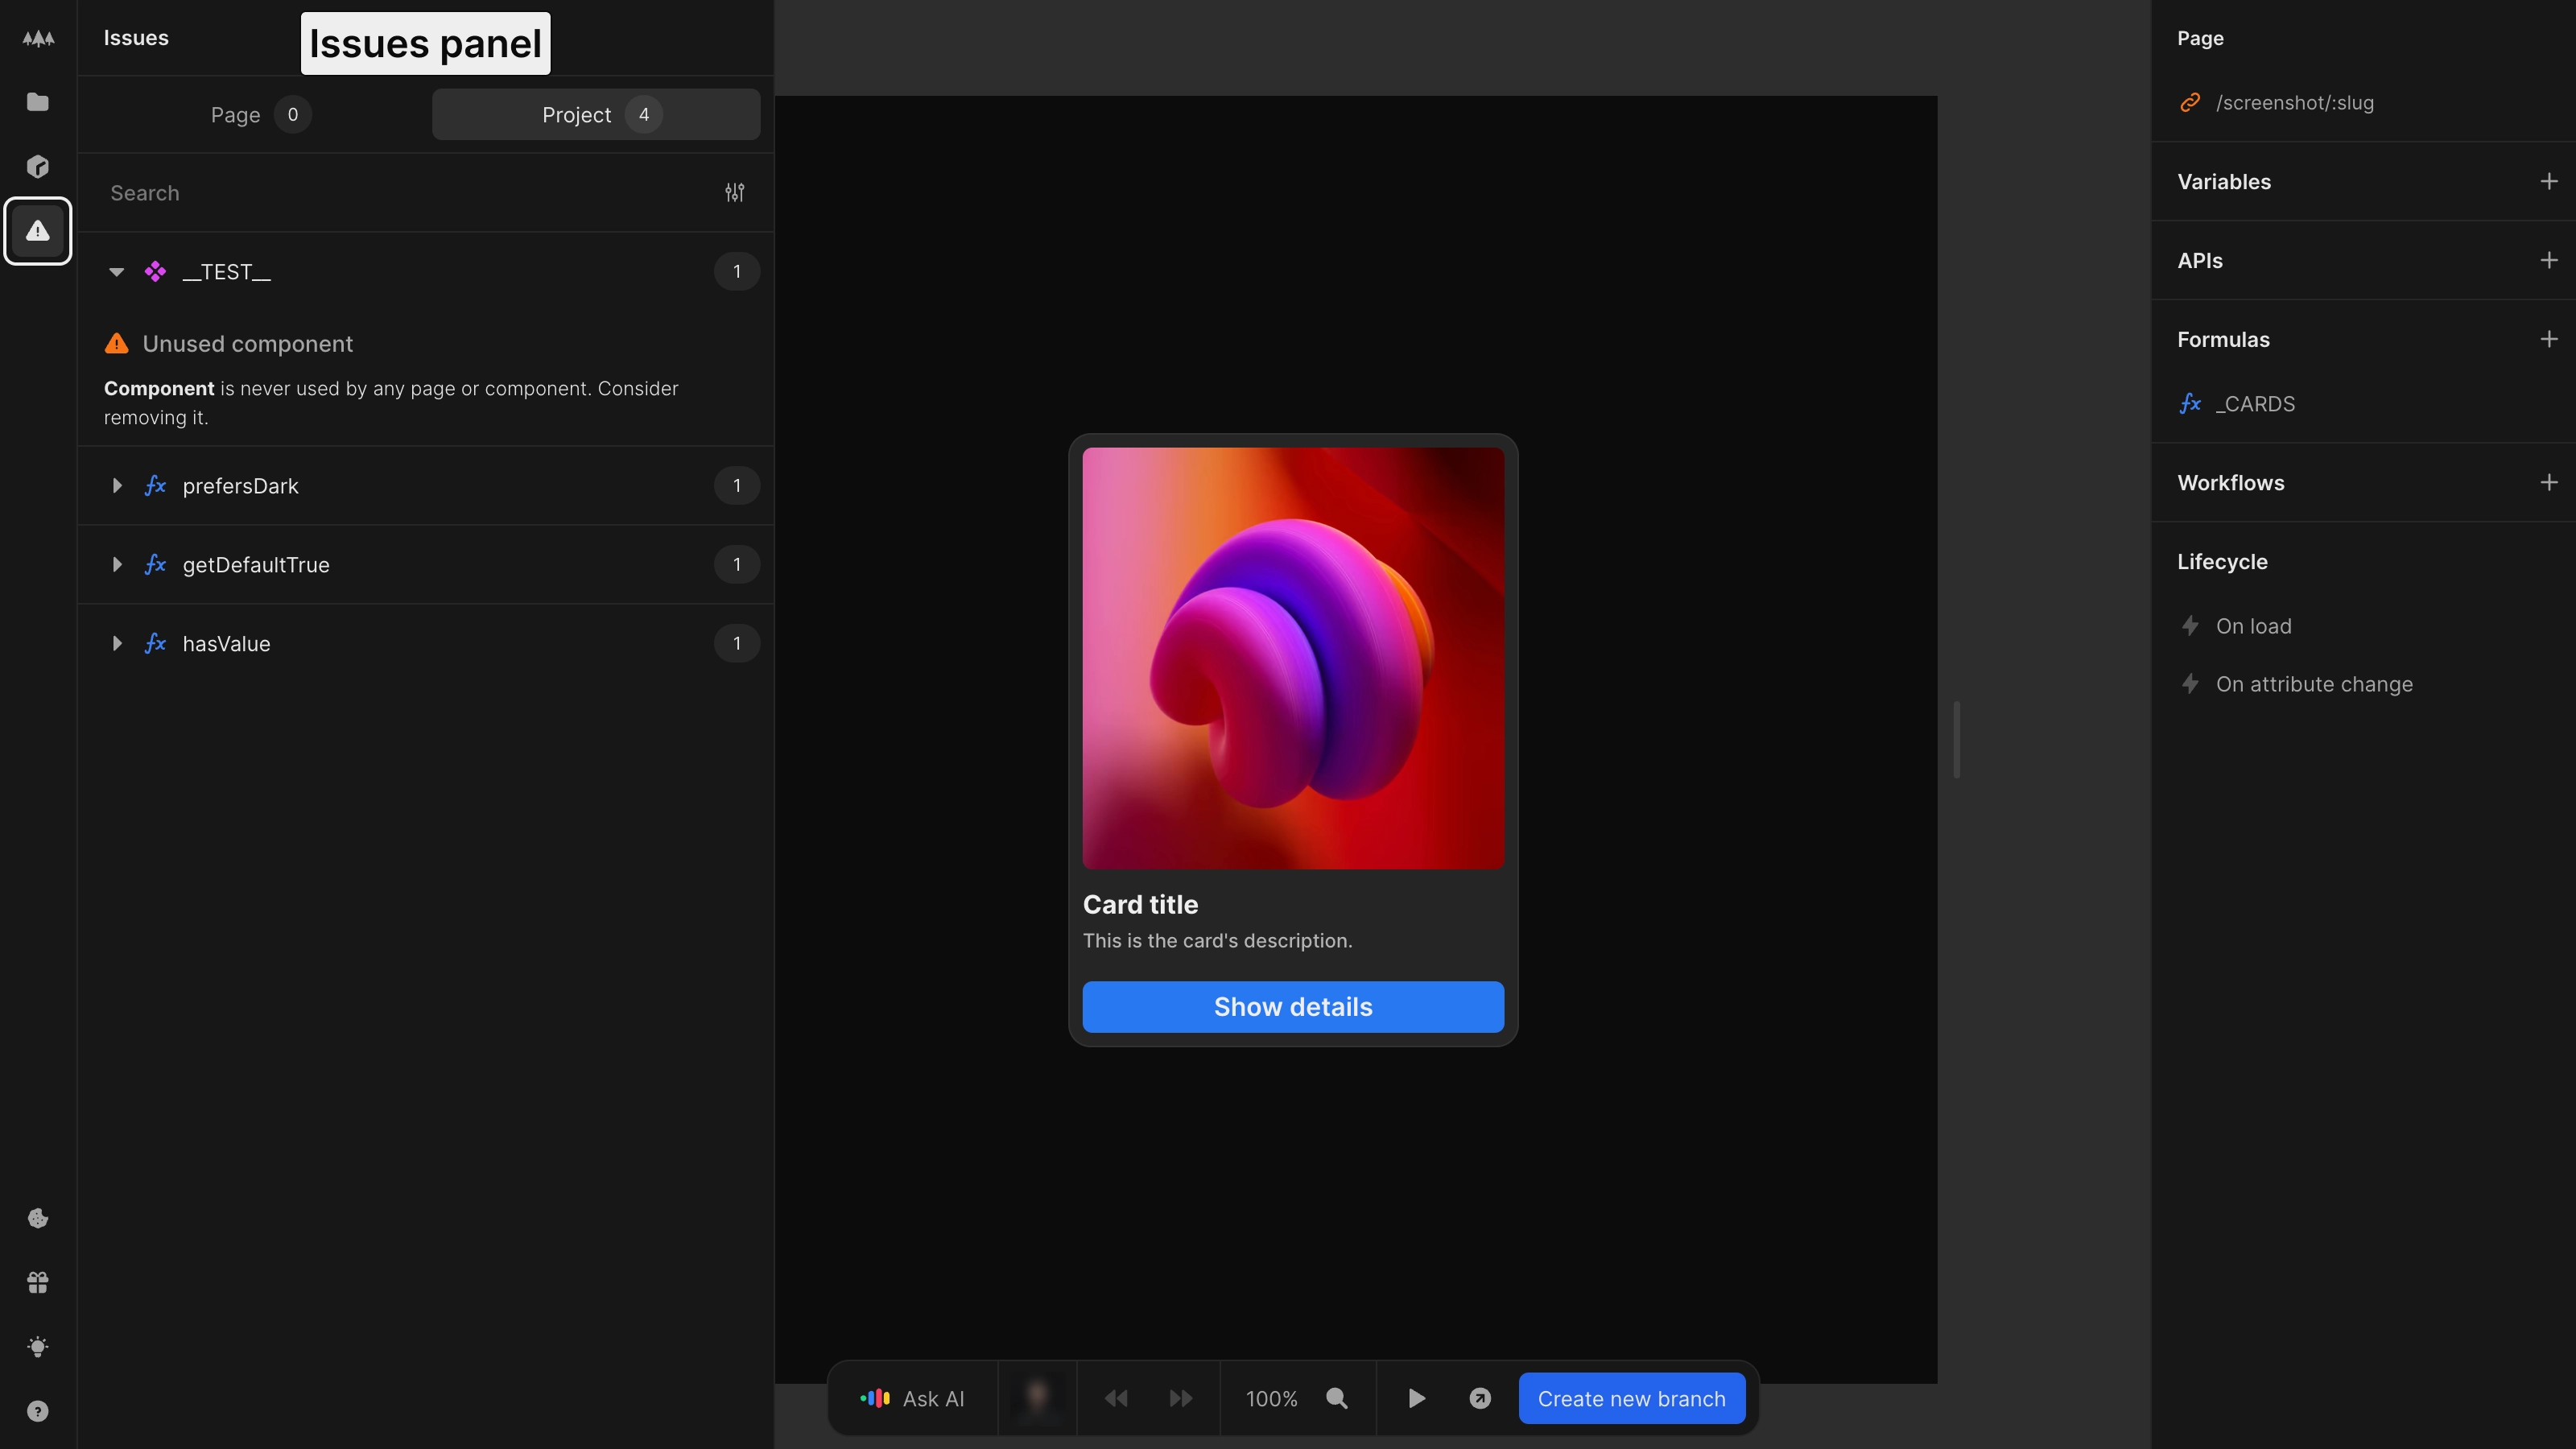 Issues
Issues panel
Page 0
Project 4
Search
__TEST__ 1
Unused component
Component is never used by any page or component. Consider
removing it.
prefersDark 1
getDefaultTrue 1
hasValue 1
Card title
This is the card's description.
Show details
Ask AI
100%
Create new branch
Page
/screenshot/:slug
Variables
APIs
Formulas
fx _CARDS
Workflows
Lifecycle
On load
On attribute change